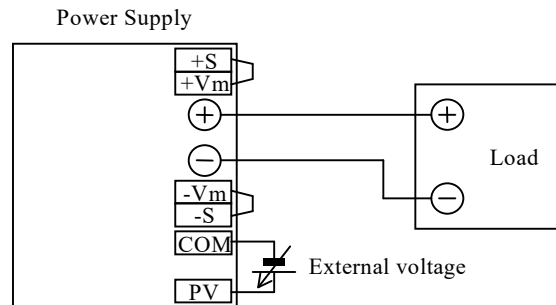 Power Supply
+S
+Vm
+
−
-Vm
-S
COM
PV
+
−
Load
External voltage